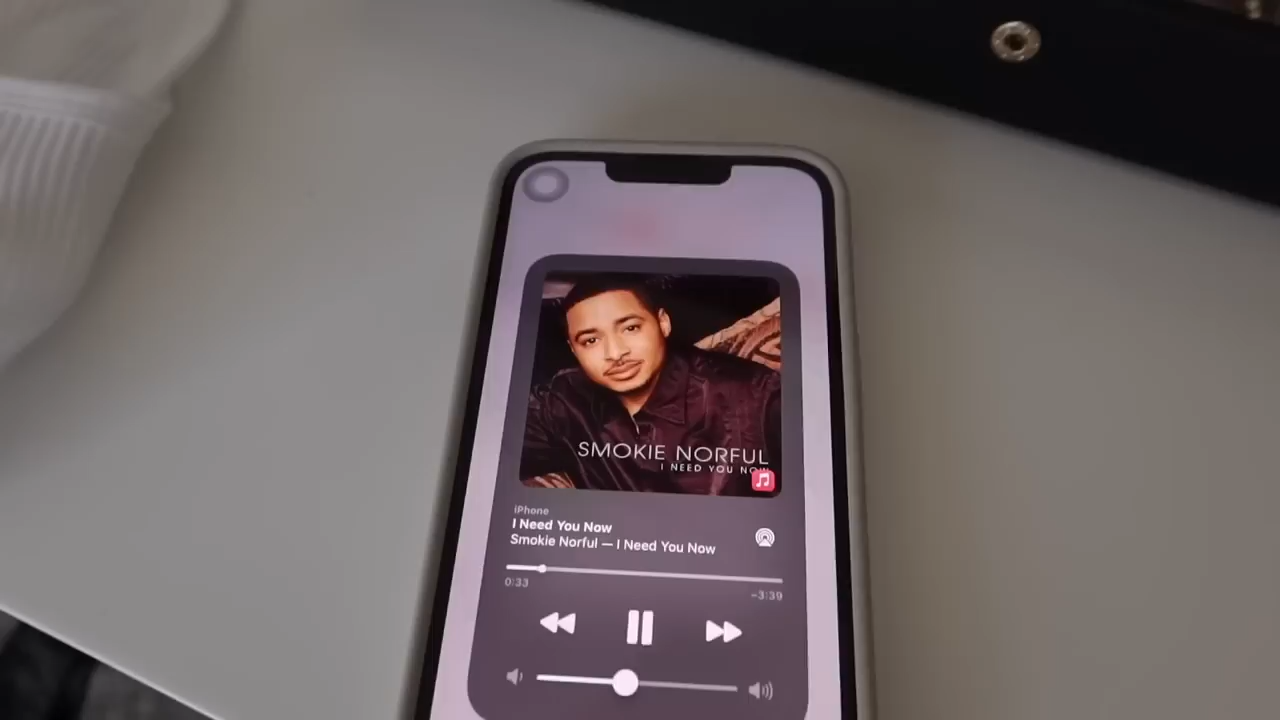 SMOKIE NORFUL
I NEED YOU NOW
iPhone
I Need You Now
Smokie Norful — I Need You Now
0:33
-3:39